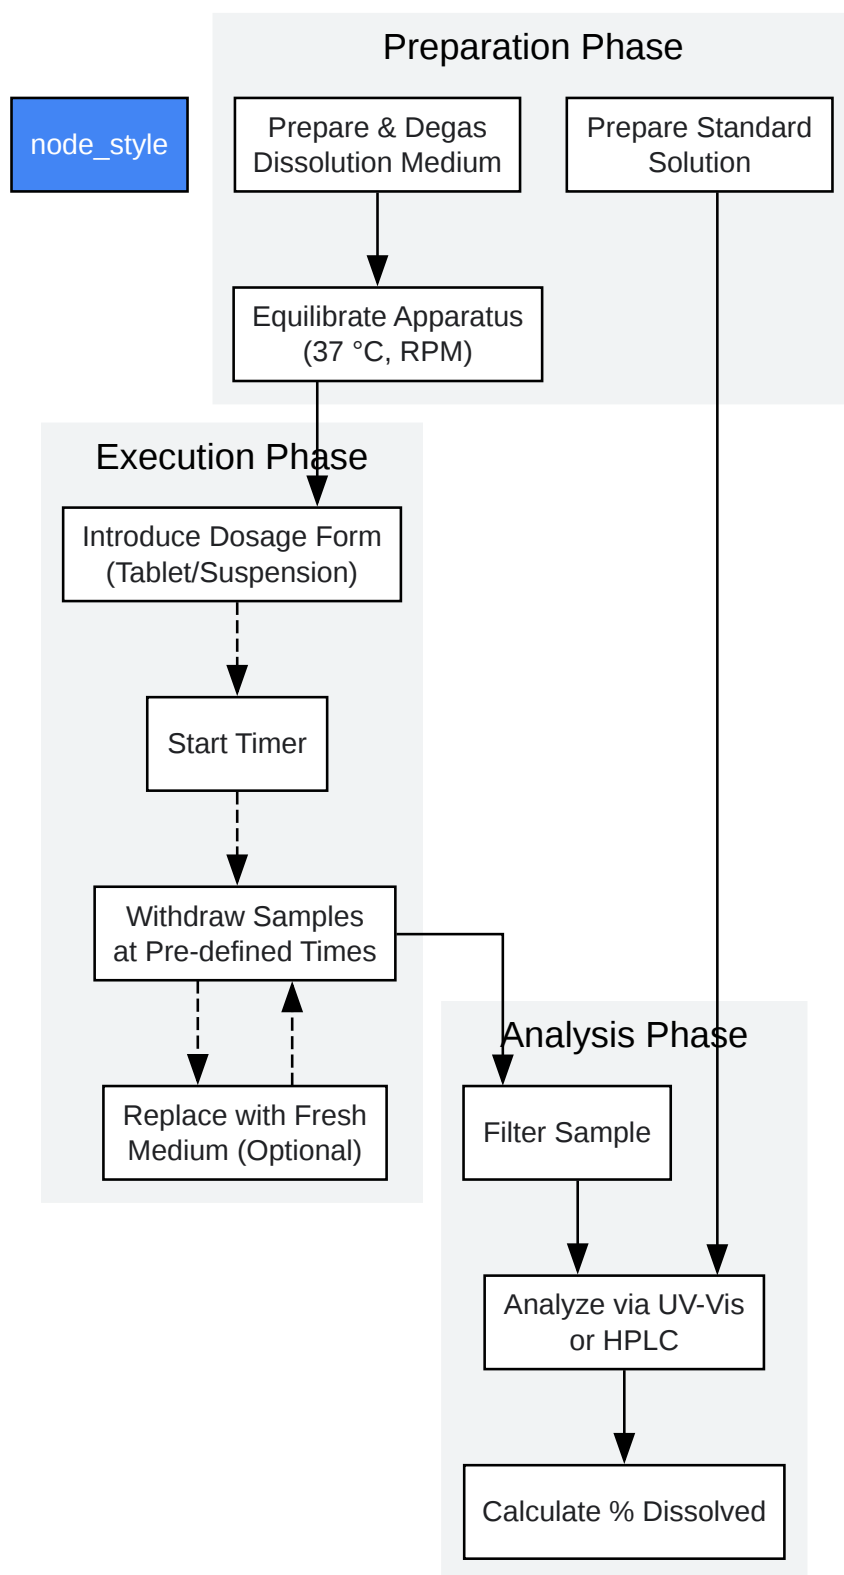 Preparation Phase
node_style
Prepare & Degas
Dissolution Medium
Prepare Standard
Solution
Equilibrate Apparatus
(37 °C, RPM)
Execution Phase
Introduce Dosage Form
(Tablet/Suspension)
Start Timer
Withdraw Samples
at Pre-defined Times
Replace with Fresh
Medium (Optional)
Analysis Phase
Filter Sample
Analyze via UV-Vis
or HPLC
Calculate % Dissolved